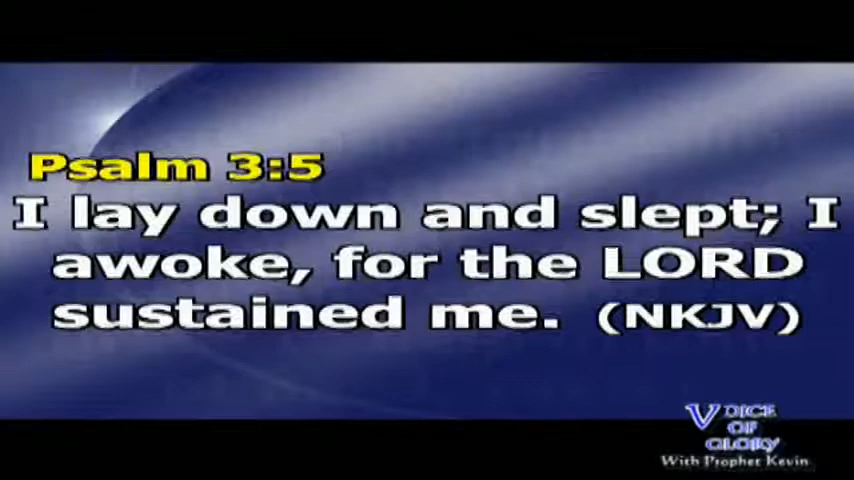 Psalm 3:5
I lay down and slept; I
awoke, for the LORD
sustained me. (NKJV)
VOICE
OF
GLORY
With Prophet Kevin